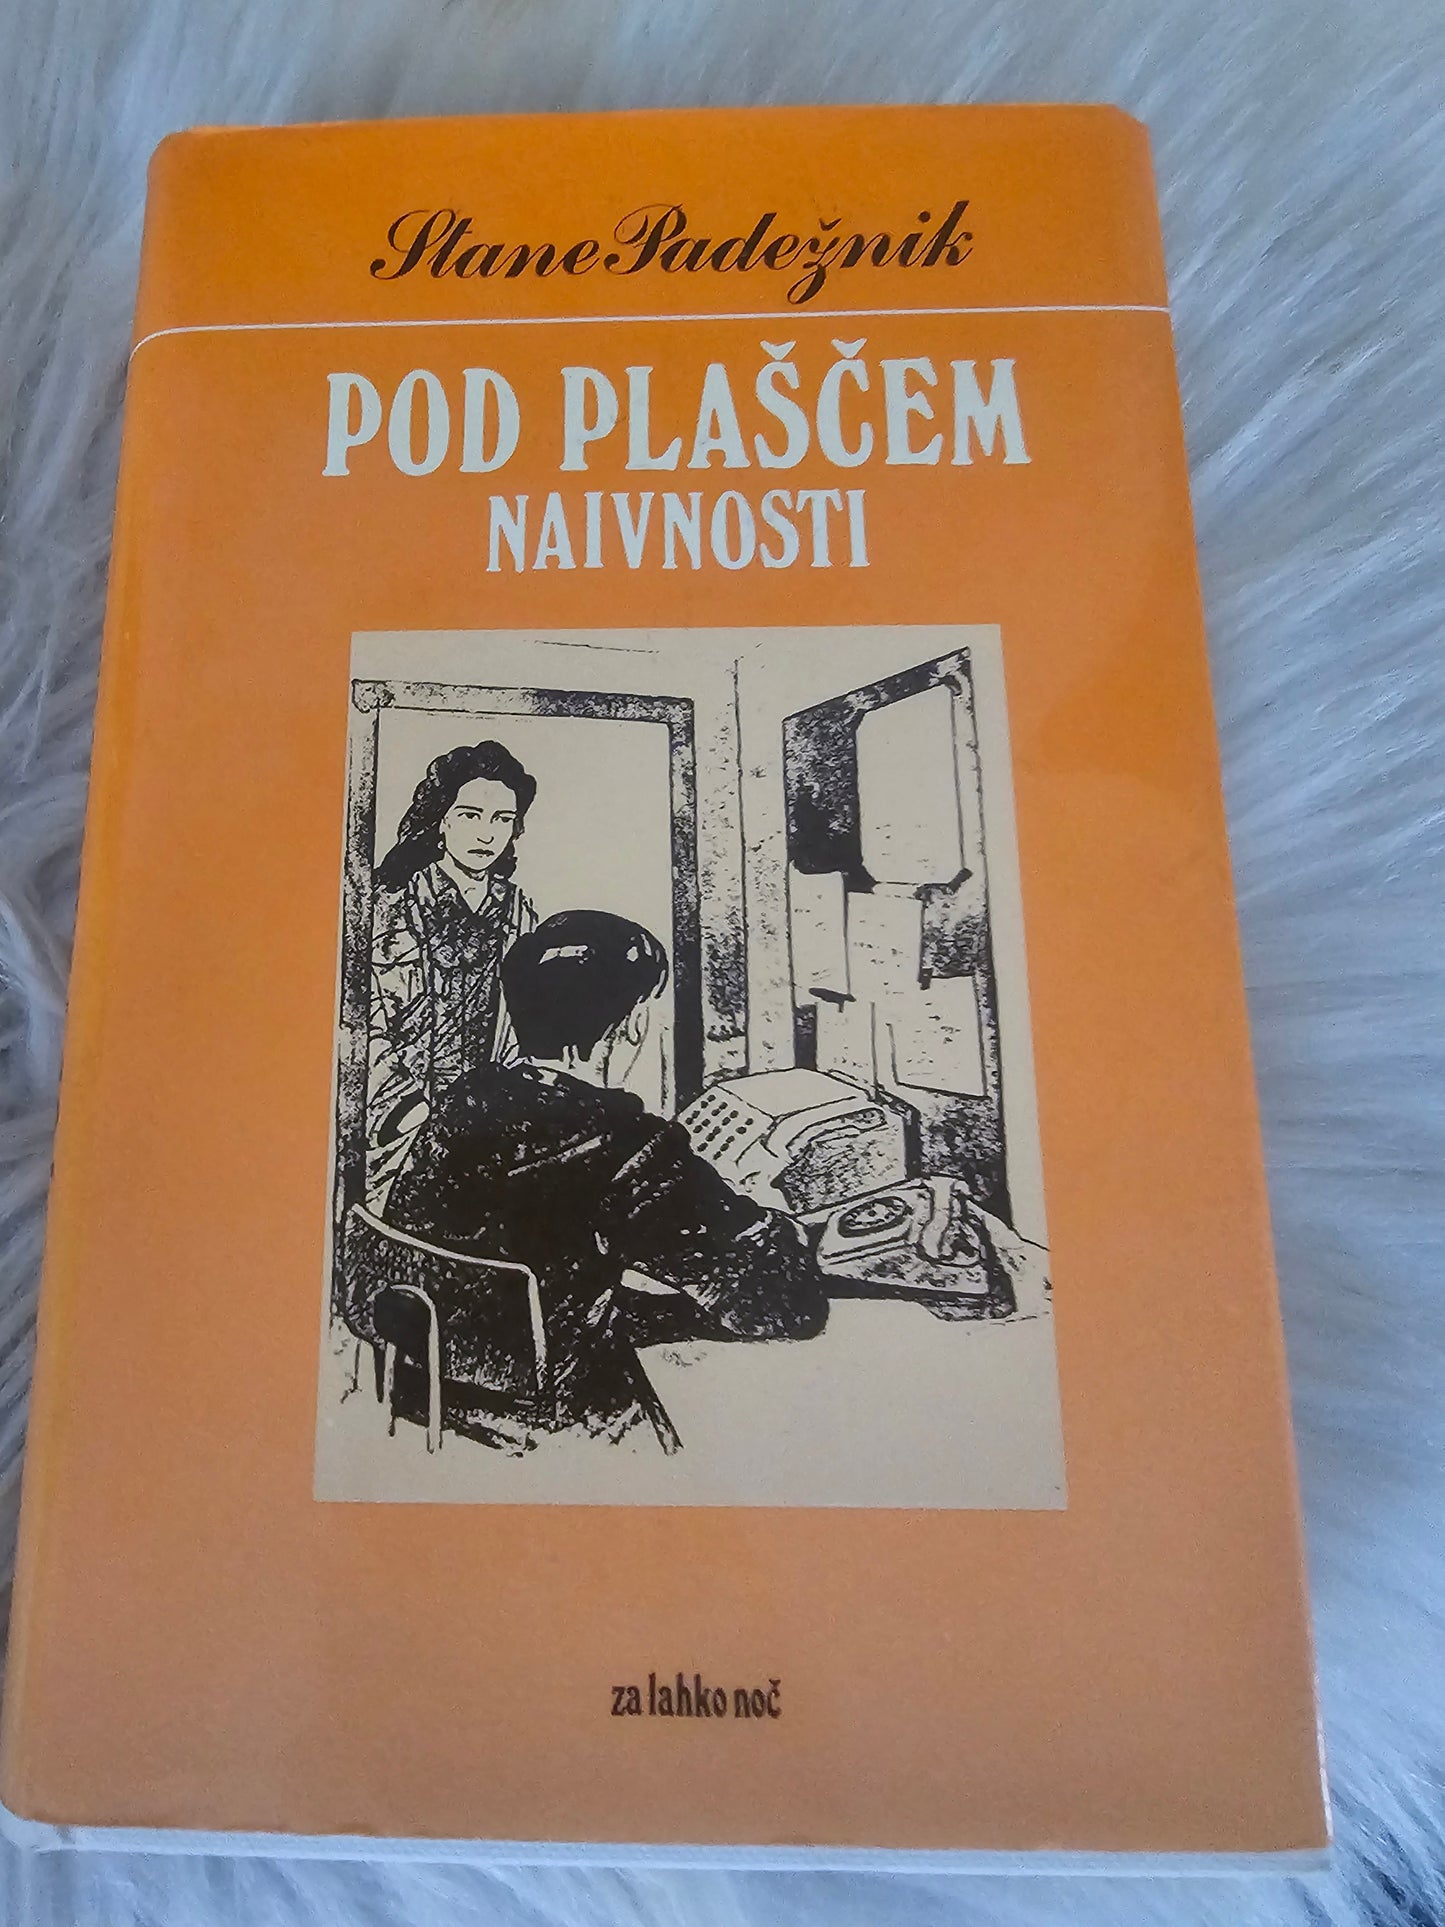 Stane Padežnik
POD PLAŠČEM
NAIVNOSTI
za lahko noč